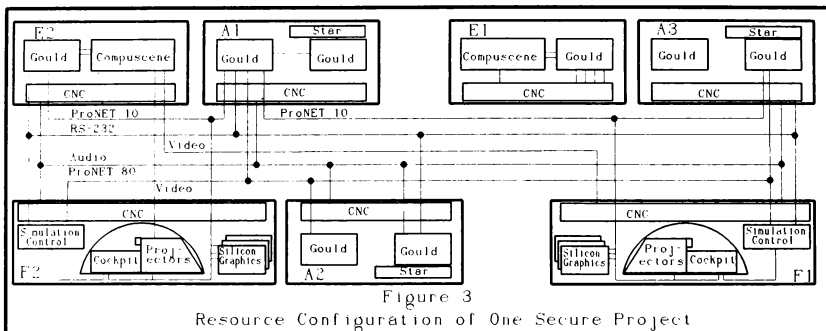 E2
Gould
Compuscene
CNC
A1
Star
Gould
Gould
CNC
E1
Compuscene
Gould
CNC
A3
Star
Gould
Gould
CNC
ProNET 10
ProNET 10
RS-232
Video
Audio
ProNET 80
Video
CNC
Simulation
Control
Cockpit
Proj-
ectors
Silicon
Graphics
F2
CNC
Gould
Gould
Star
A2
CNC
Silicon
Graphics
Proj-
ectors
Cockpit
Simulation
Control
F1
Figure 3
Resource Configuration of One Secure Project